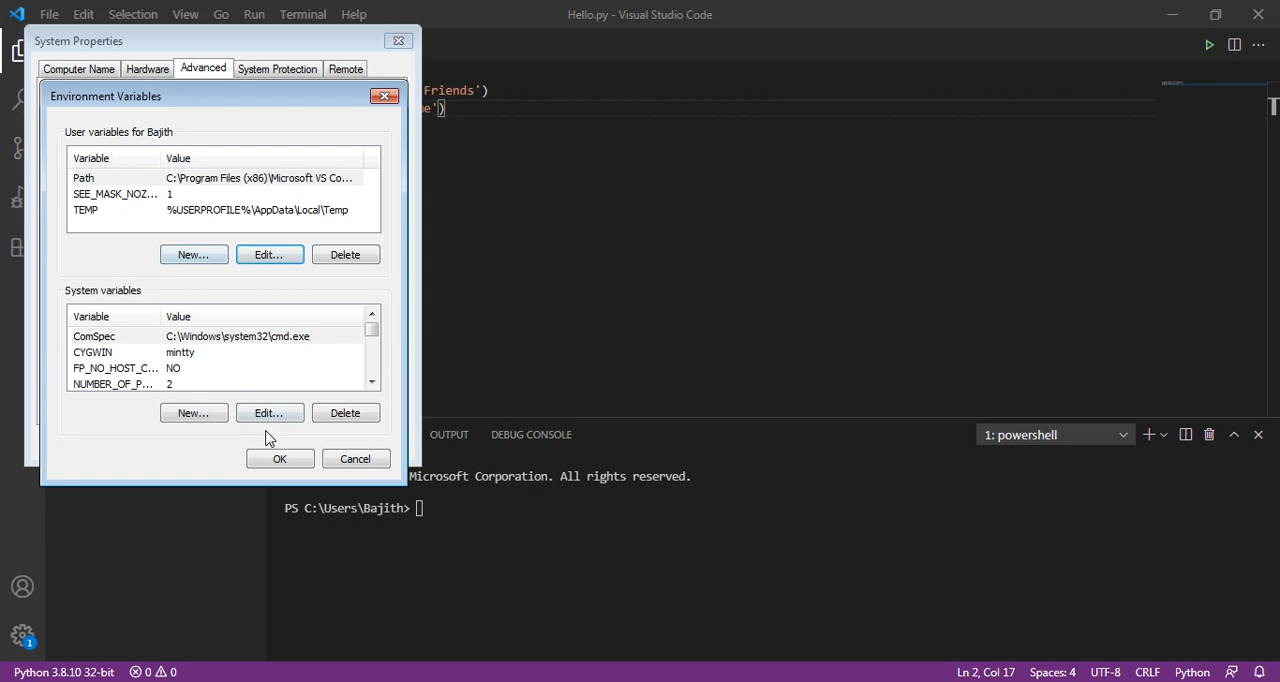 File Edit Selection View Go Run Terminal Help Hello.py - Visual Studio Code
System Properties
Computer Name Hardware Advanced System Protection Remote
Environment Variables
Friends')
e')
User variables for Bajith
Variable Value
Path C:\Program Files (x86)\Microsoft VS Co...
SEE_MASK_NOZ... 1
TEMP %USERPROFILE%\AppData\Local\Temp
New... Edit... Delete
System variables
Variable Value
ComSpec C:\Windows\system32\cmd.exe
CYGWIN mintty
FP_NO_HOST_C... NO
NUMBER_OF_P... 2
New... Edit... Delete
OK Cancel
OUTPUT DEBUG CONSOLE 1: powershell
Microsoft Corporation. All rights reserved.
PS C:\Users\Bajith>
1
Python 3.8.10 32-bit 0 0 Ln 2, Col 17 Spaces: 4 UTF-8 CRLF Python